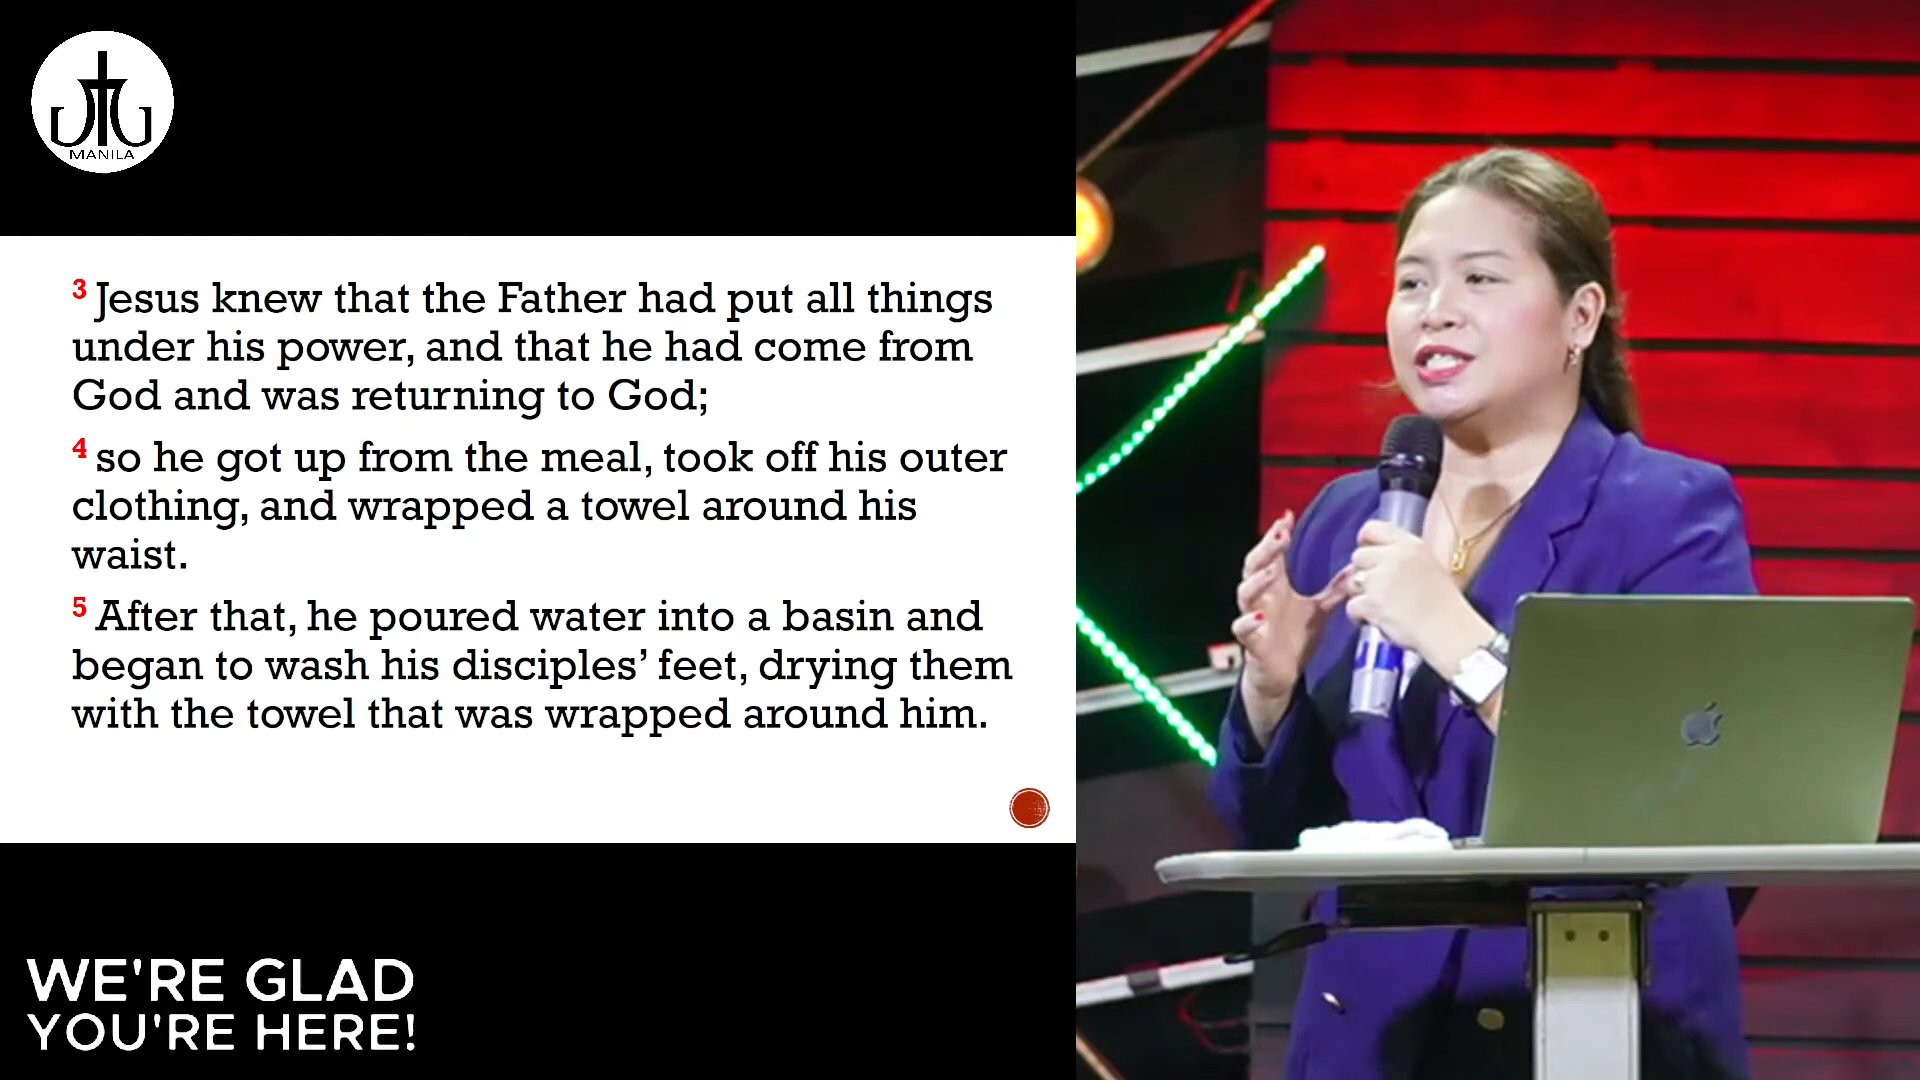 MANILA
3 Jesus knew that the Father had put all things
under his power, and that he had come from
God and was returning to God;
4 so he got up from the meal, took off his outer
clothing, and wrapped a towel around his
waist.
5 After that, he poured water into a basin and
began to wash his disciples’ feet, drying them
with the towel that was wrapped around him.
WE'RE GLAD
YOU'RE HERE!